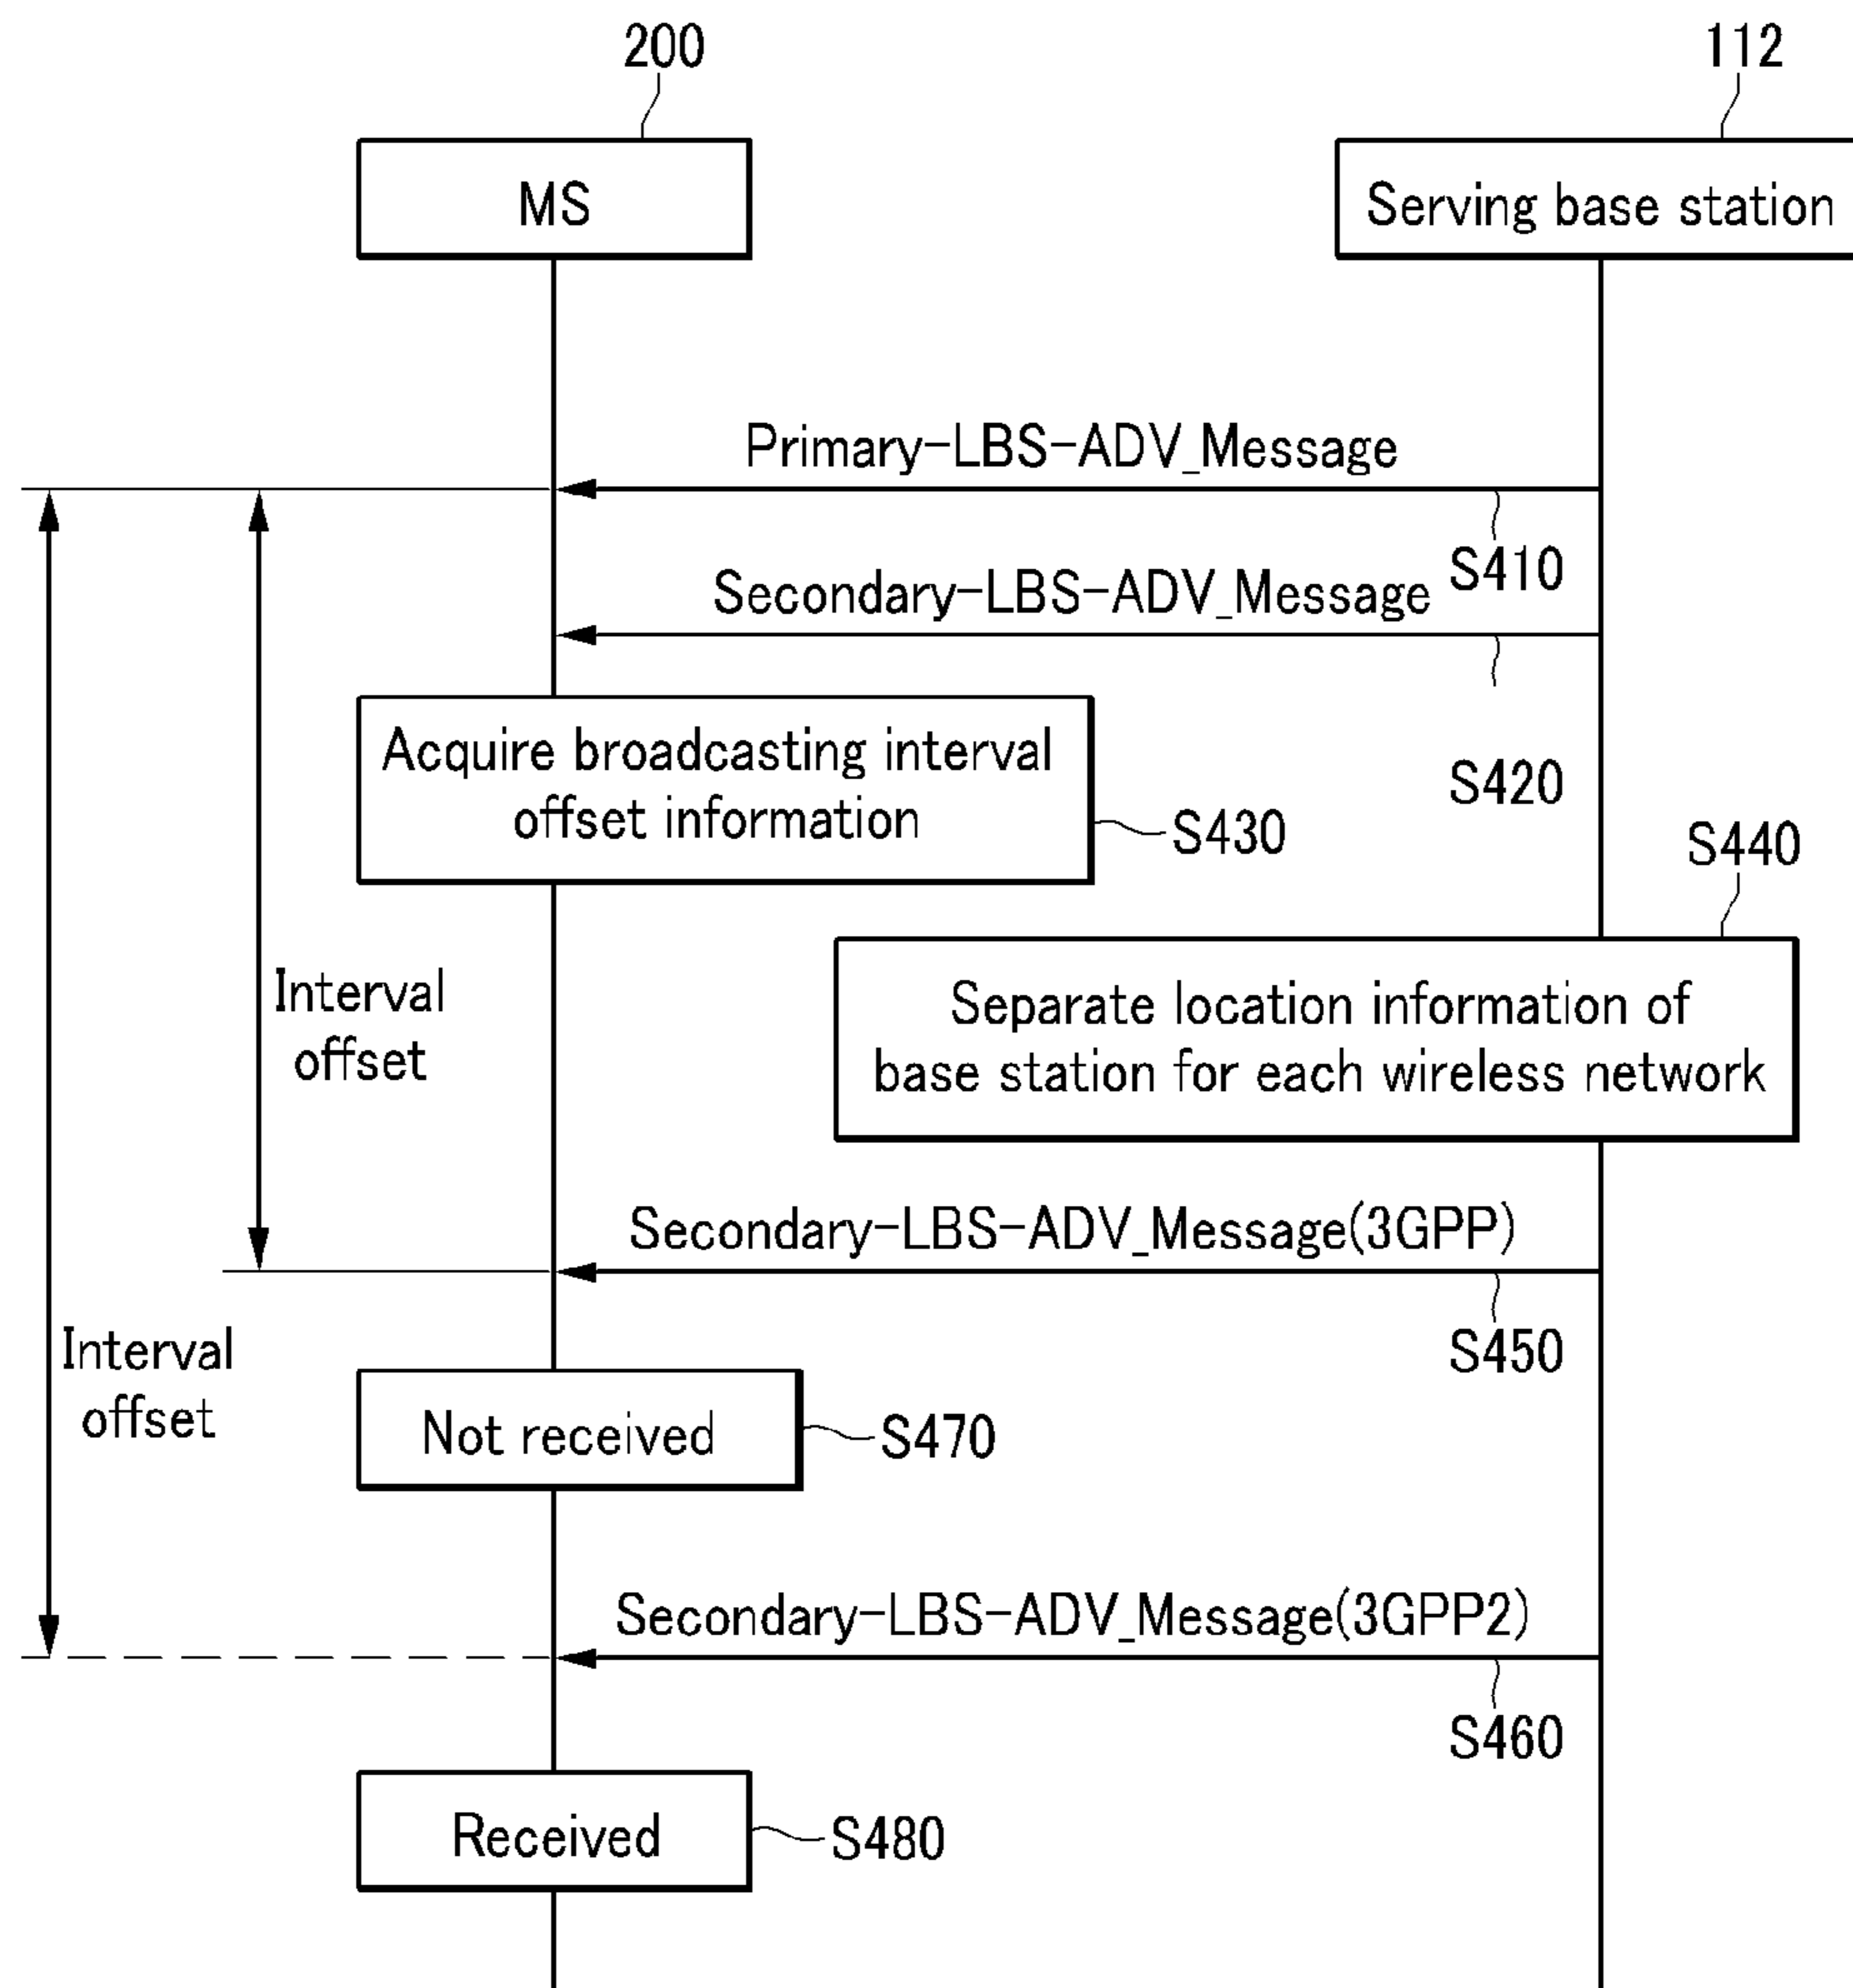 200
112
MS
Serving base station
Primary-LBS-ADV_Message
S410
Secondary-LBS-ADV_Message
S420
Acquire broadcasting interval
offset information
S430
S440
Separate location information of
base station for each wireless network
Interval
offset
Secondary-LBS-ADV_Message(3GPP)
S450
Interval
offset
Not received
S470
Secondary-LBS-ADV_Message(3GPP2)
S460
Received
S480